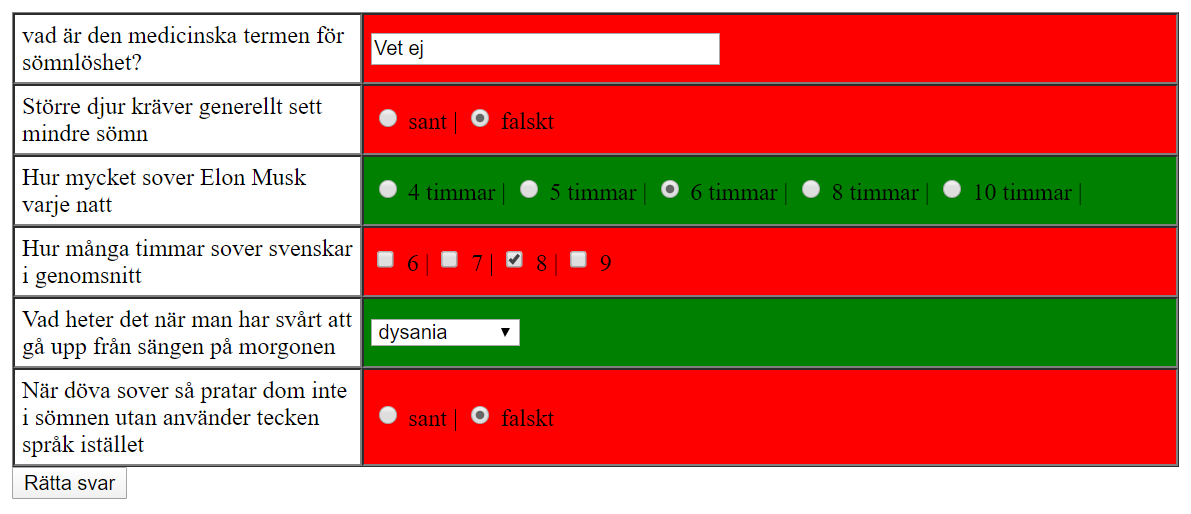 vad är den medicinska termen för
sömnlöshet?
Vet ej
Större djur kräver generellt sett
mindre sömn
sant | falskt
Hur mycket sover Elon Musk
varje natt
4 timmar | 5 timmar | 6 timmar | 8 timmar | 10 timmar |
Hur många timmar sover svenskar
i genomsnitt
6 | 7 | 8 | 9
Vad heter det när man har svårt att
gå upp från sängen på morgonen
dysania
När döva sover så pratar dom inte
i sömnen utan använder tecken
språk istället
sant | falskt
Rätta svar